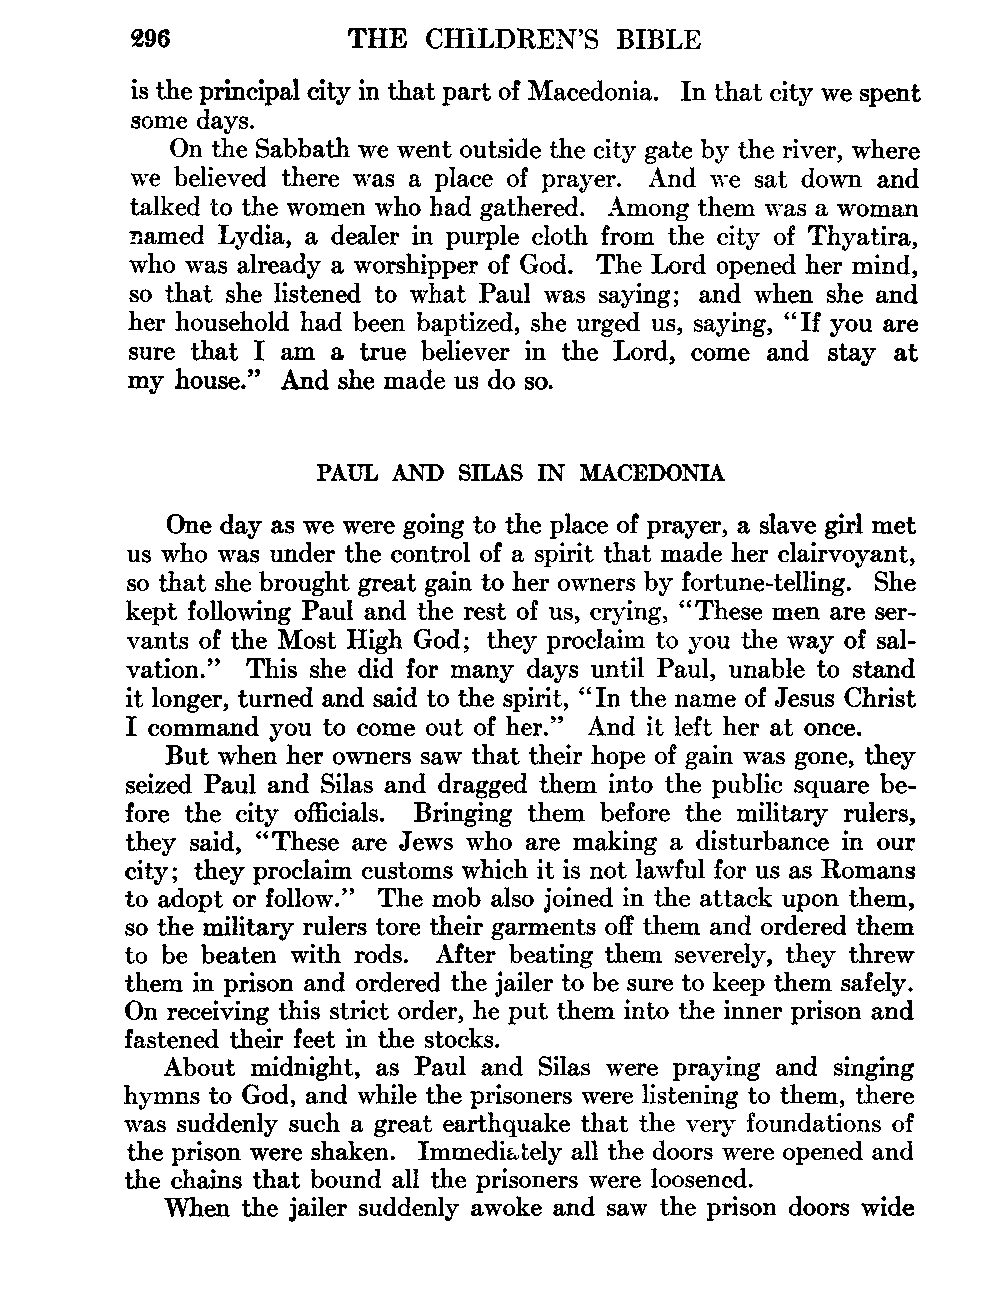 296 THE CHILDREN'S BIBLE
is the principal city in that part of Macedonia. In that city we spent
some days.
On the Sabbath we went outside the city gate by the river, where
we believed there was a place of prayer. And we sat down and
talked to the women who had gathered. Among them was a woman
named Lydia, a dealer in purple cloth from the city of Thyatira,
who was already a worshipper of God. The Lord opened her mind,
so that she listened to what Paul was saying; and when she and
her household had been baptized, she urged us, saying, "If you are
sure that I am a true believer in the Lord, come and stay at
my house." And she made us do so.
PAUL AND SILAS IN MACEDONIA
One day as we were going to the place of prayer, a slave girl met
us who was under the control of a spirit that made her clairvoyant,
so that she brought great gain to her owners by fortune-telling. She
kept following Paul and the rest of us, crying, "These men are ser-
vants of the Most High God; they proclaim to you the way of sal-
vation." This she did for many days until Paul, unable to stand
it longer, turned and said to the spirit, "In the name of Jesus Christ
I command you to come out of her." And it left her at once.
But when her owners saw that their hope of gain was gone, they
seized Paul and Silas and dragged them into the public square be-
fore the city officials. Bringing them before the military rulers,
they said, "These are Jews who are making a disturbance in our
city; they proclaim customs which it is not lawful for us as Romans
to adopt or follow." The mob also joined in the attack upon them,
so the military rulers tore their garments off them and ordered them
to be beaten with rods. After beating them severely, they threw
them in prison and ordered the jailer to be sure to keep them safely.
On receiving this strict order, he put them into the inner prison and
fastened their feet in the stocks.
About midnight, as Paul and Silas were praying and singing
hymns to God, and while the prisoners were listening to them, there
was suddenly such a great earthquake that the very foundations of
the prison were shaken. Immediately all the doors were opened and
the chains that bound all the prisoners were loosened.
When the jailer suddenly awoke and saw the prison doors wide